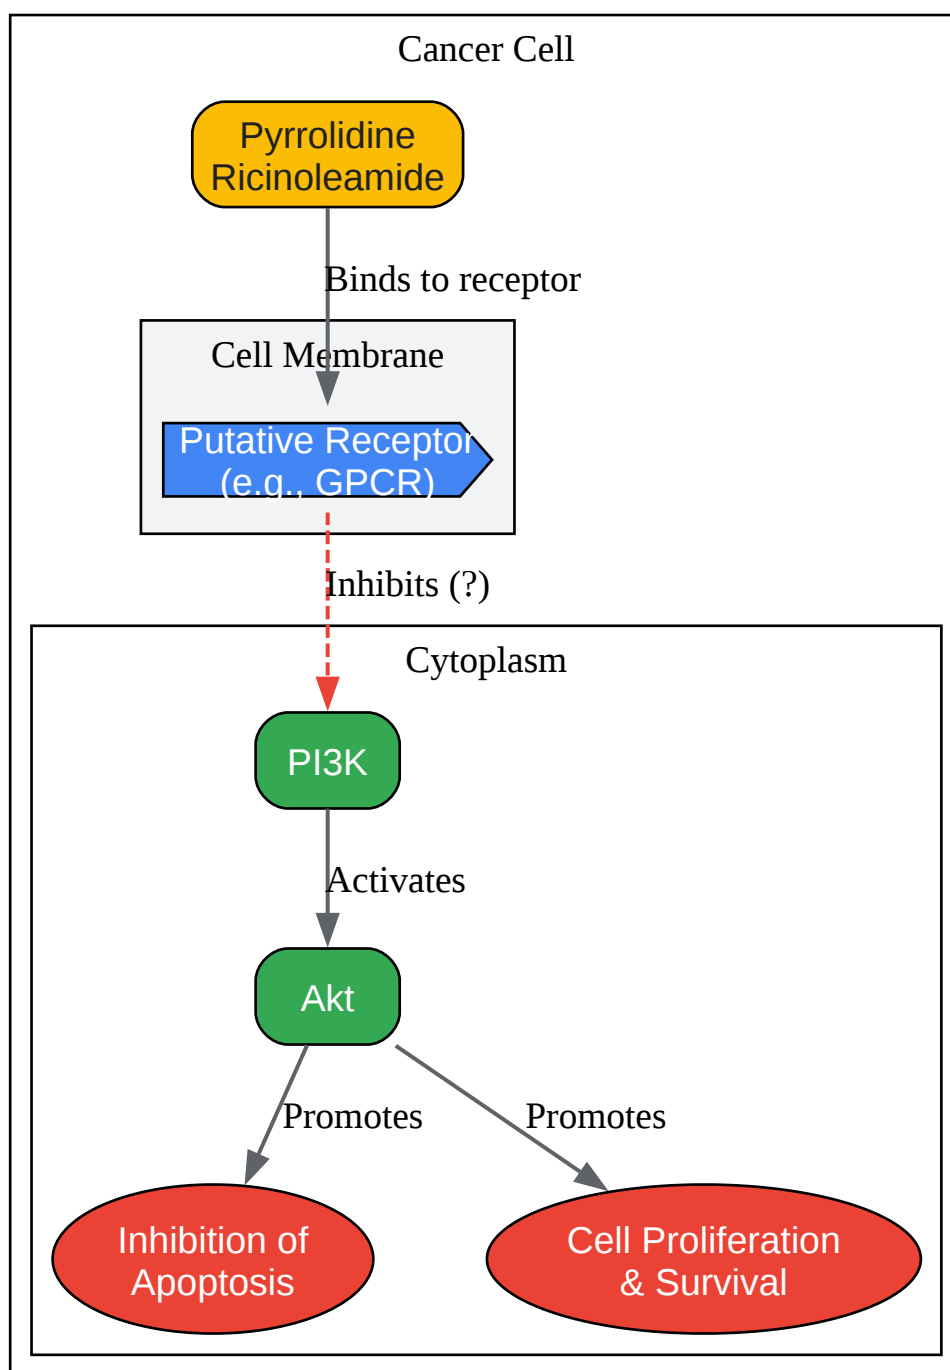 Cancer Cell
Pyrrolidine
Ricinoleamide
Binds to receptor
Cell Membrane
Putative Receptor
(e.g., GPCR)
Inhibits (?)
Cytoplasm
PI3K
Activates
Akt
Promotes
Promotes
Inhibition of
Apoptosis
Cell Proliferation
& Survival